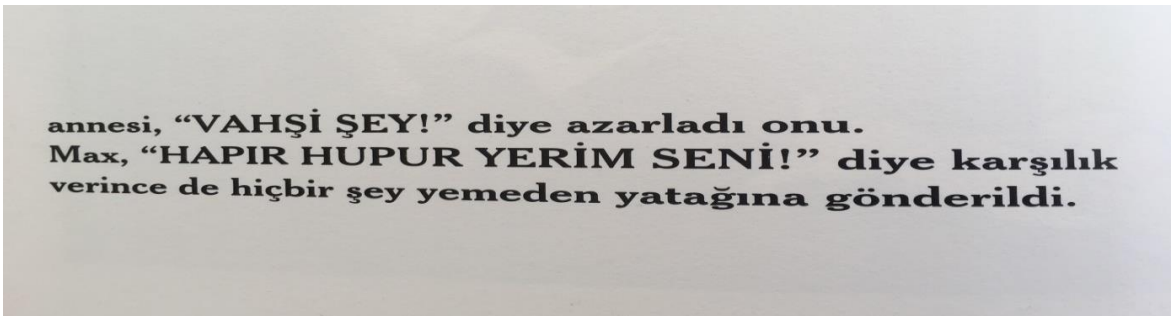 annesi, “VAHŞİ ŞEY!” diye azarladı onu.
Max, “HAPIR HUPUR YERİM SENİ!” diye karşılık
verince de hiçbir şey yemeden yatağına gönderildi.